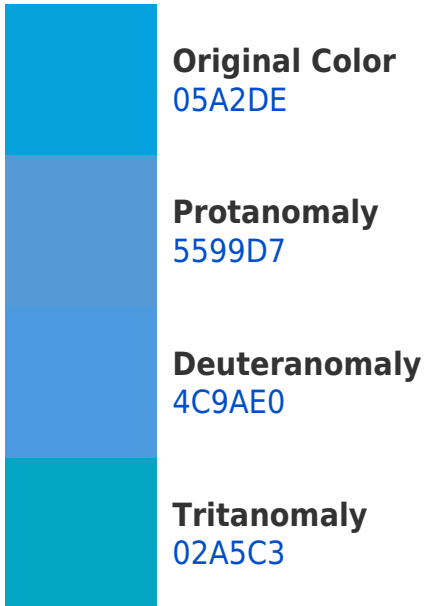 Original Color
05A2DE
Protanomaly
5599D7
Deuteranomaly
4C9AE0
Tritanomaly
02A5C3